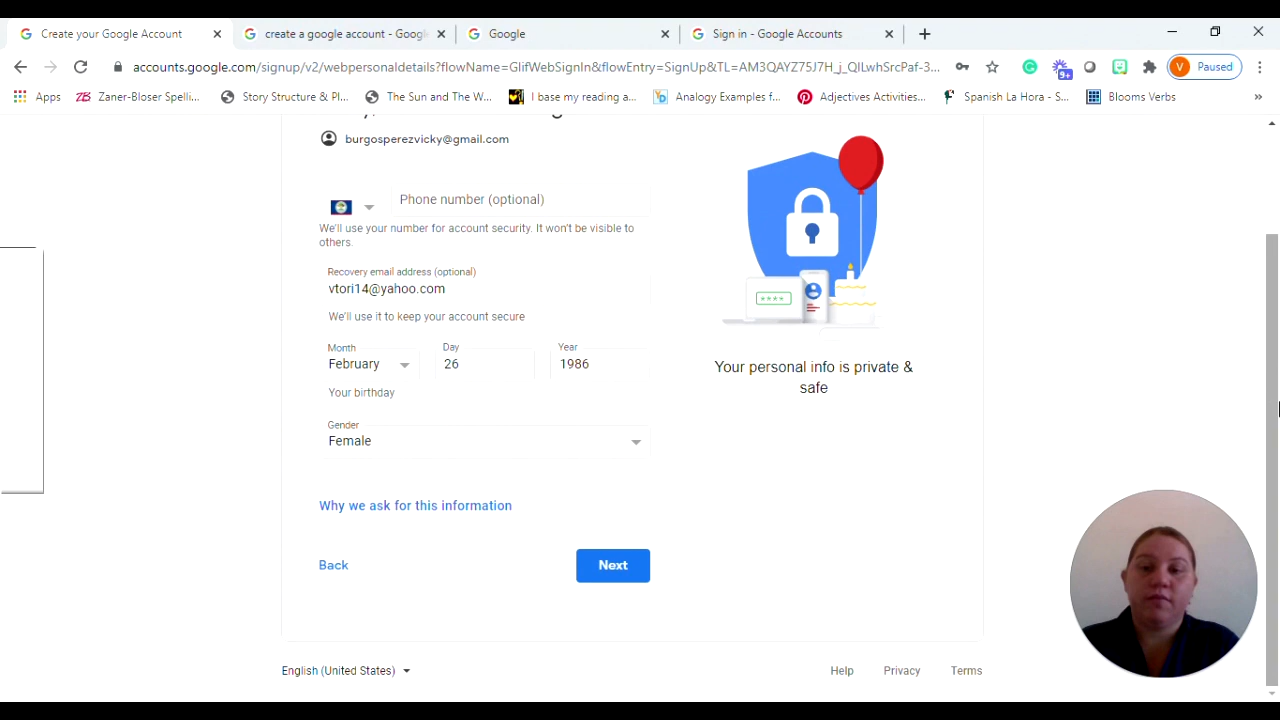 Create your Google Account
create a google account - Googl
Google
Sign in - Google Accounts
accounts.google.com/signup/v2/webpersonaldetails?flowName=GlifWebSignIn&flowEntry=SignUp&TL=AM3QAYZ75J7H_j_QILwhSrcPaf-3...
9+
V Paused
Apps
ZB Zaner-Bloser Spelli...
Story Structure & Pl...
The Sun and The W...
I base my reading a...
Analogy Examples f...
Adjectives Activities...
Spanish La Hora - S...
Blooms Verbs
»
burgosperezvicky@gmail.com
Phone number (optional)
We'll use your number for account security. It won't be visible to
others.
Recovery email address (optional)
vtori14@yahoo.com
We'll use it to keep your account secure
Month
Day
Year
February
26
1986
Your birthday
Gender
Female
Why we ask for this information
Back
Next
****
Your personal info is private &
safe
English (United States)
Help
Privacy
Terms